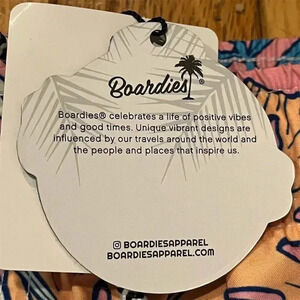 Boardies®
Boardies® celebrates a life of positive vibes
and good times. Unique vibrant designs are
influenced by our travels around the world and
the people and places that inspire us.
BOARDIESAPPAREL
BOARDIESAPPAREL.COM